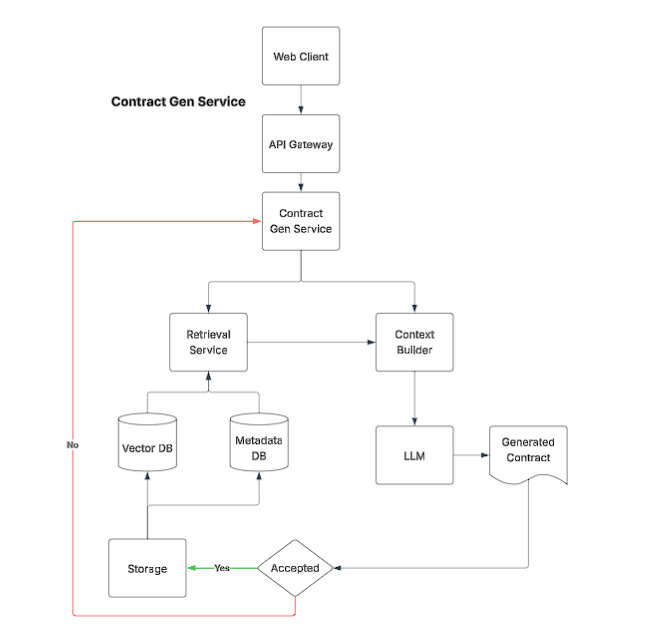 Web Client
Contract Gen Service
API Gateway
Contract
Gen Service
Retrieval
Service
Context
Builder
Vector DB
Metadata
DB
No
LLM
Generated
Contract
Storage
Yes
Accepted